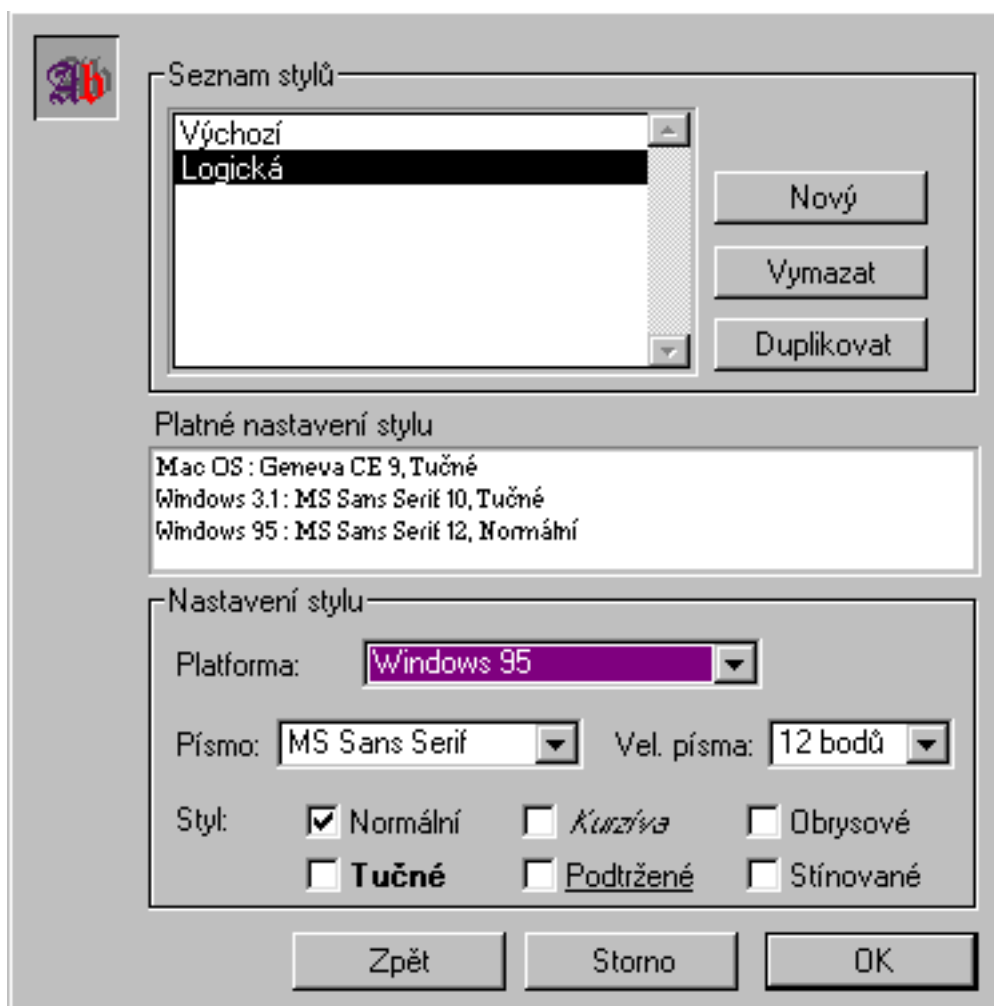 Ab
Seznam stylů
Výchozí
Logická
Nový
Vymazat
Duplikovat
Platné nastavení stylu
Mac OS : Geneva CE 9, Tučné
Windows 3.1 : MS Sans Serif 10, Tučné
Windows 95 : MS Sans Serif 12, Normální
Nastavení stylu
Platforma: Windows 95
Písmo: MS Sans Serif Vel. písma: 12 bodů
Styl: Normální Kurzíva Obrysové
Tučné Podtržené Stínované
Zpět Storno OK